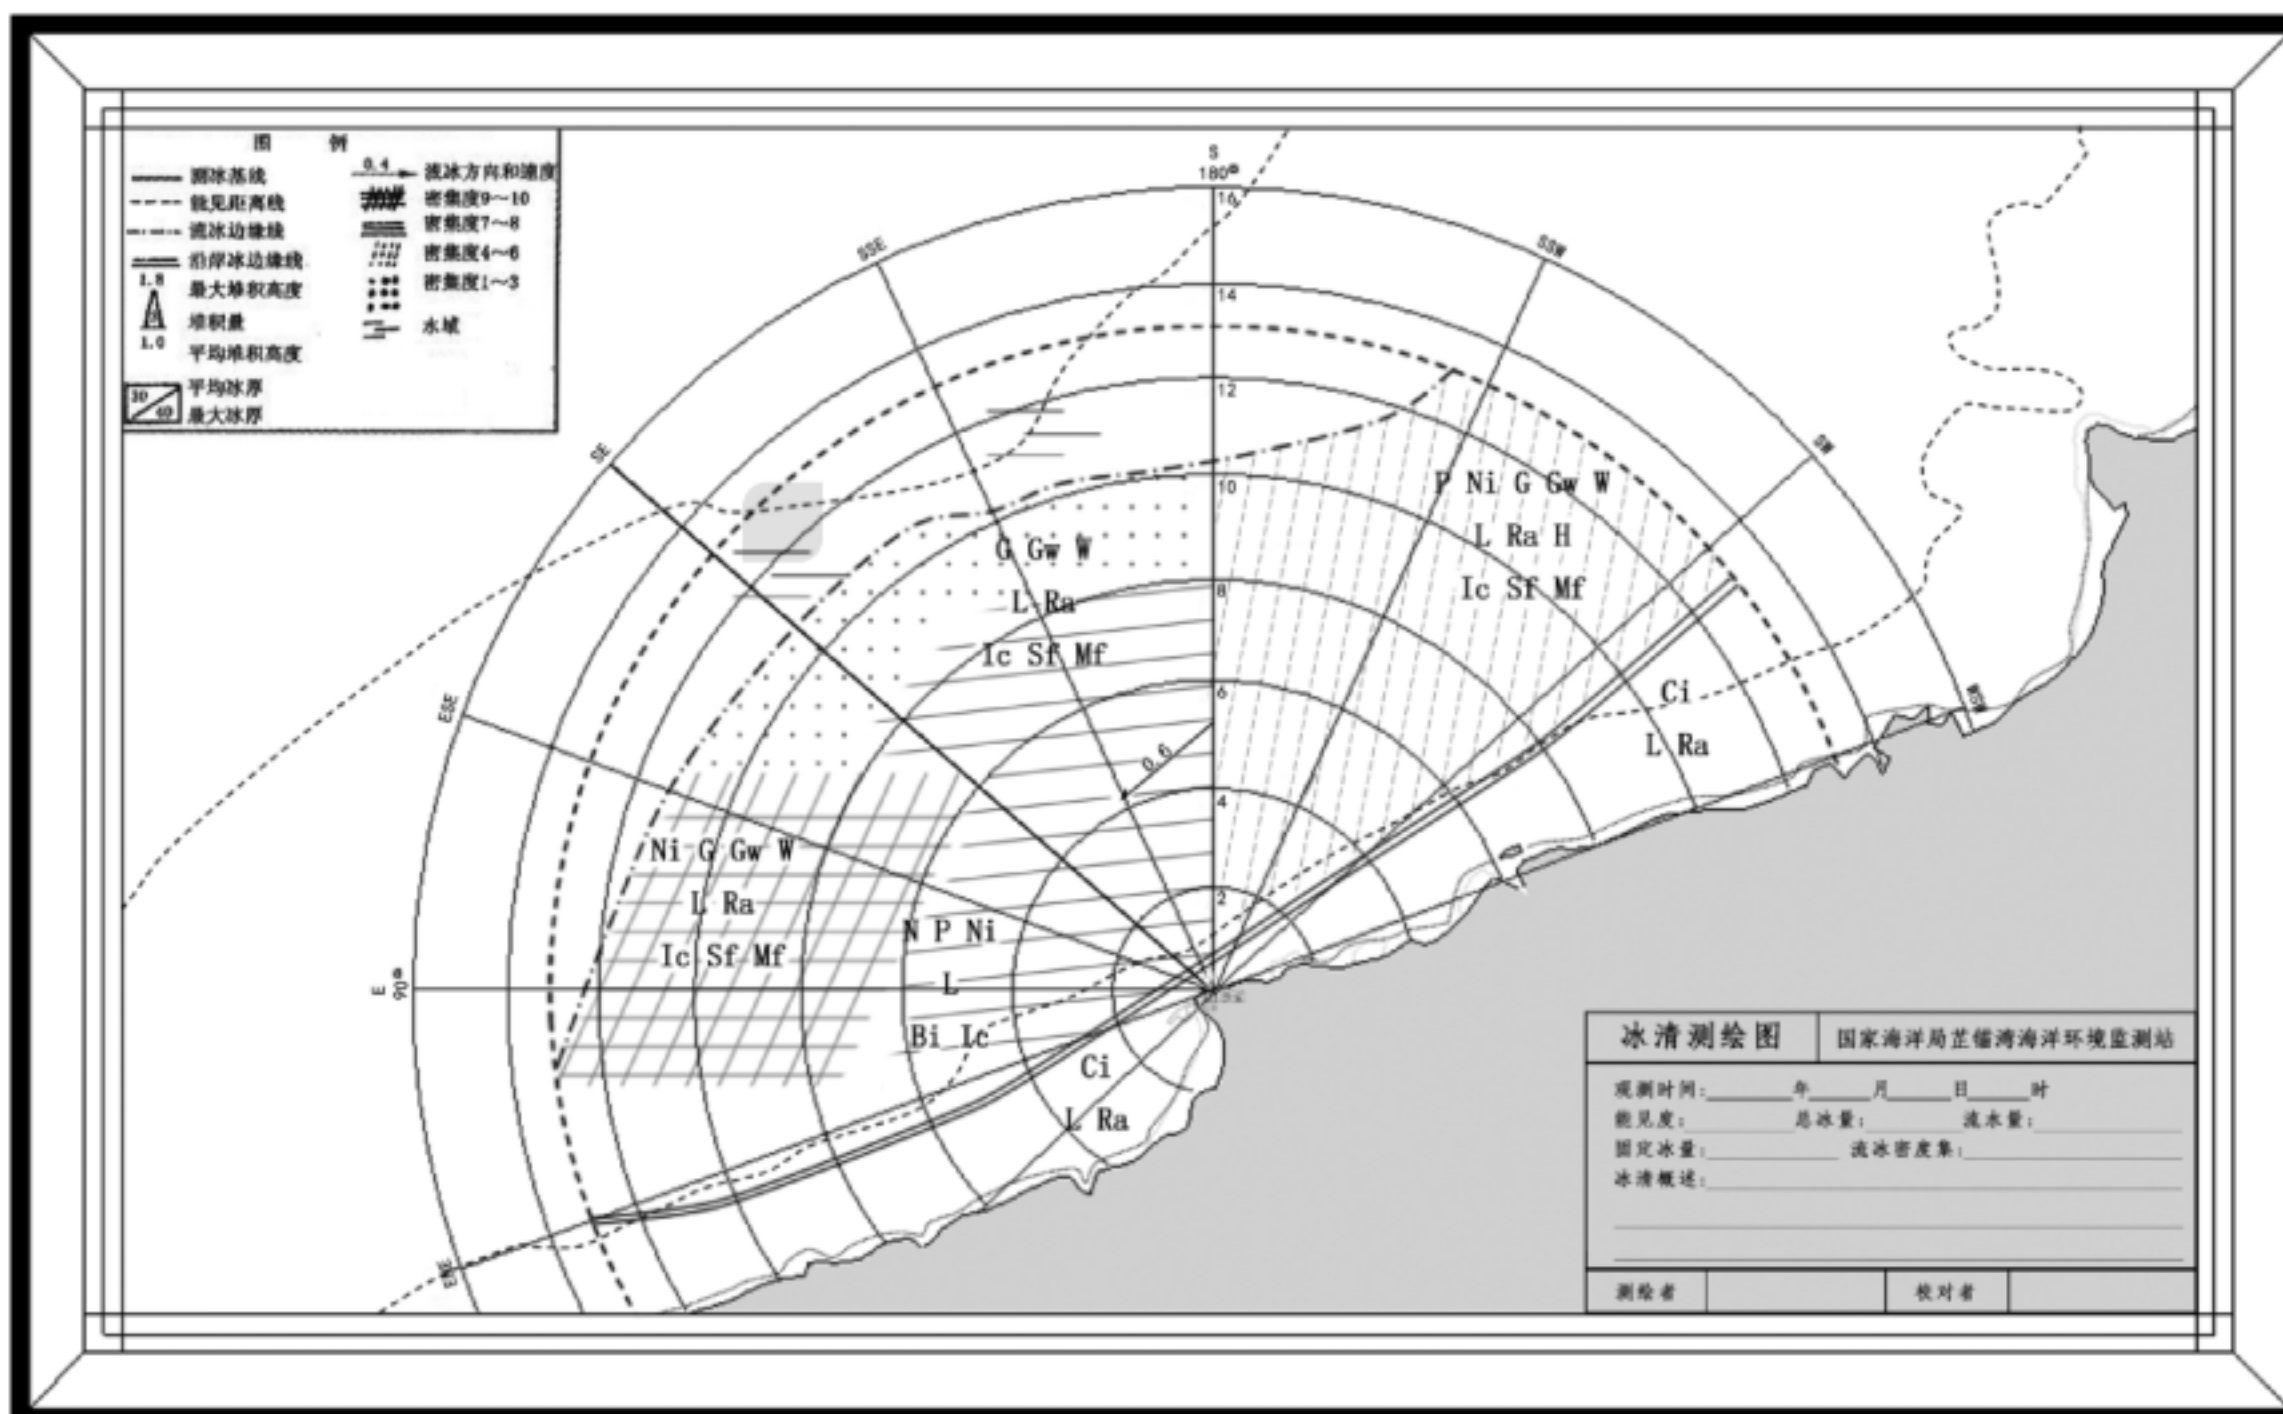 图 例
测冰基线
能见距离线
流冰边缘线
沿岸冰边缘线
1.8
最大堆积高度
堆积量
1.0
平均堆积高度
30
40
平均冰厚
最大冰厚
0.4
流冰方向和速度
密集度9~10
密集度7~8
密集度4~6
密集度1~3
水域
S
180°
16
SSE
SSW
14
12
SE
SW
10
P Ni G Gw W
L Ra H
Ic Sf Mf
G Gw W
L Ra
Ic Sf Mf
8
6
Ci
L Ra
ESE
WSW
0.6
4
2
Ni G Gw W
L Ra
Ic Sf Mf
N P Ni
L
Bi Ic
E
90°
Ci
L Ra
ENE
冰清测绘图
国家海洋局芷锚湾海洋环境监测站
观测时间: 年 月 日 时
能见度: 总冰量: 流水量:
固定冰量: 流冰密度集:
冰清概述:
测绘者
校对者